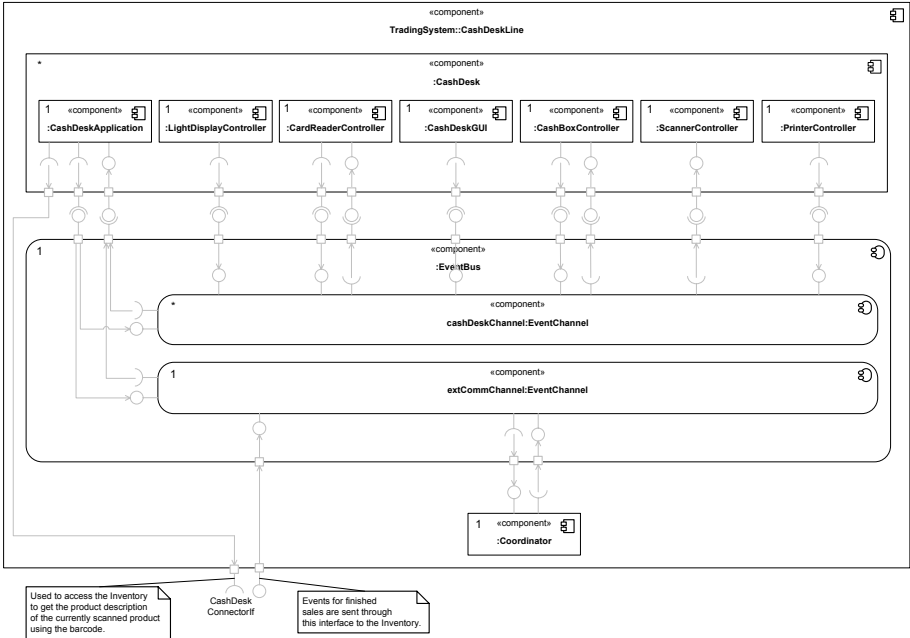 «component»
TradingSystem::CashDeskLine
*
«component»
:CashDesk
1 «component»
:CashDeskApplication
1 «component»
:LightDisplayController
1 «component»
:CardReaderController
1 «component»
:CashDeskGUI
1 «component»
:CashBoxController
1 «component»
:ScannerController
1 «component»
:PrinterController
1
«component»
:EventBus
*
«component»
cashDeskChannel:EventChannel
1
«component»
extCommChannel:EventChannel
1 «component»
:Coordinator
Used to access the Inventory
to get the product description
of the currently scanned product
using the barcode.
CashDesk
ConnectorIf
Events for finished
sales are sent through
this interface to the Inventory.